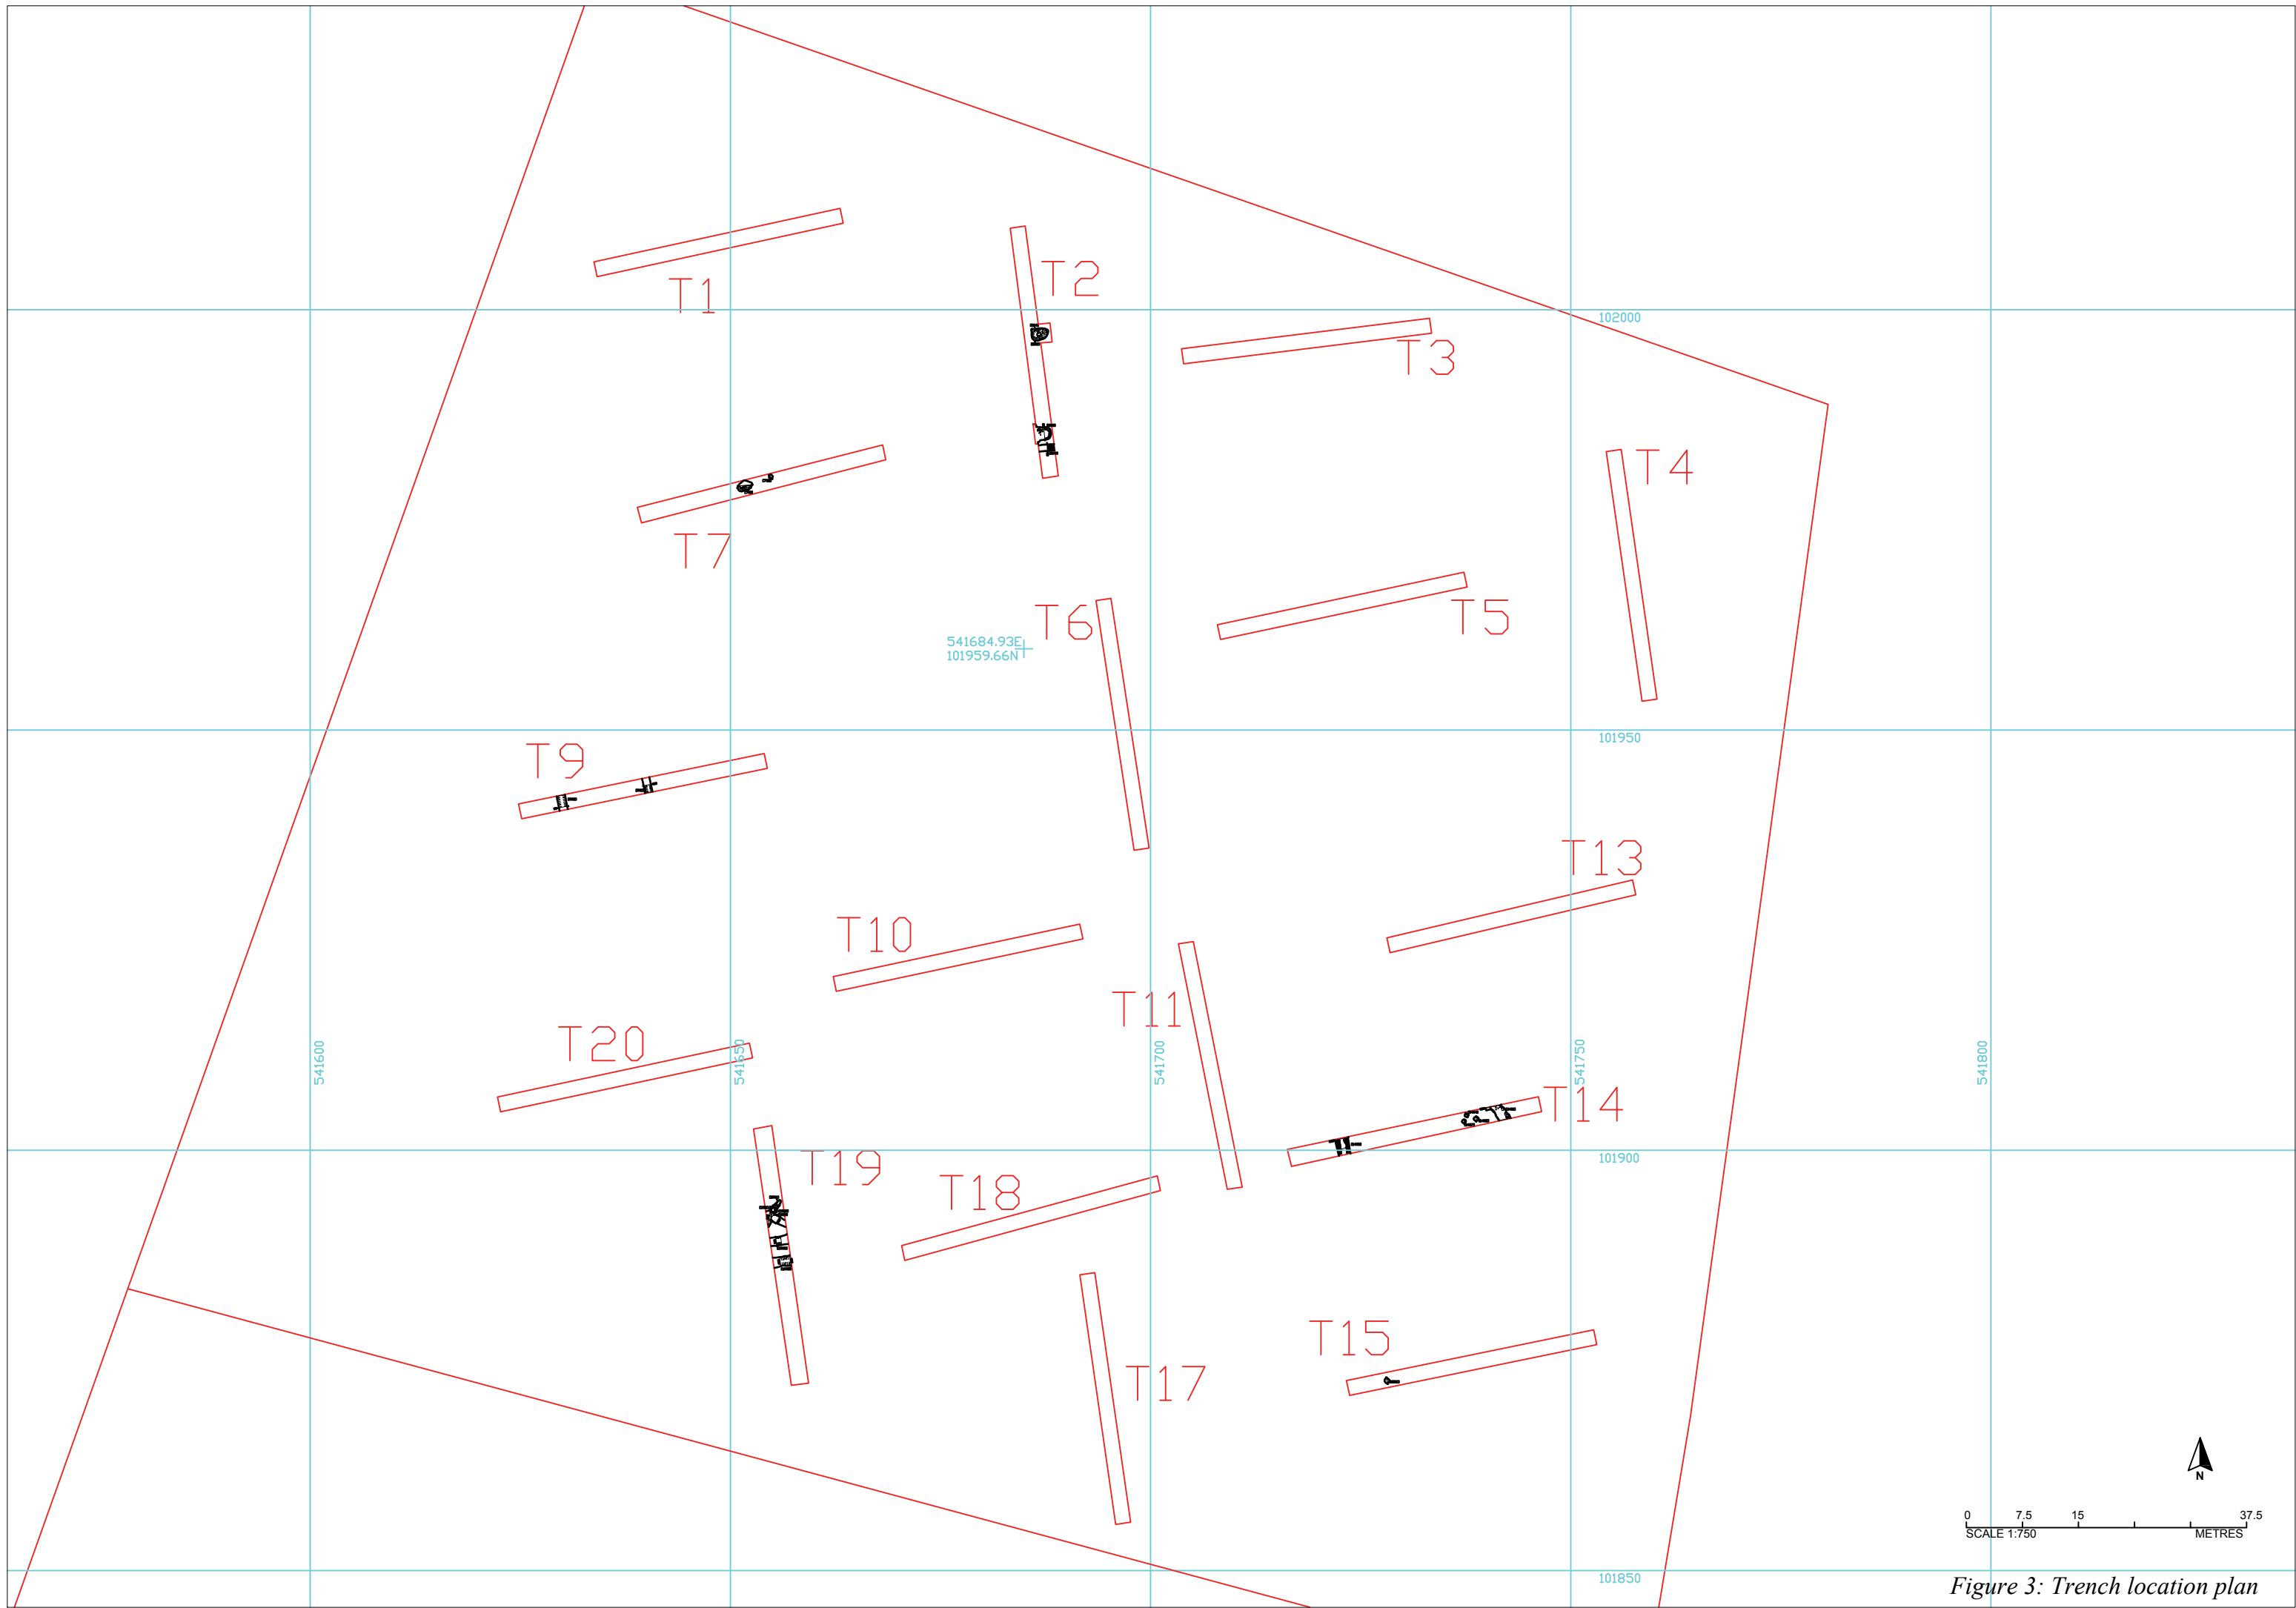 T1
T2
102000
T3
T4
T7
T6
T5
541684.93E
101959.66N
101950
T9
T13
T10
T11
T20
541600
541650
541700
541750
541800
T14
101900
T19
T18
T15
T17
N
0 7.5 15 37.5
SCALE 1:750 METRES
101850
Figure 3: Trench location plan